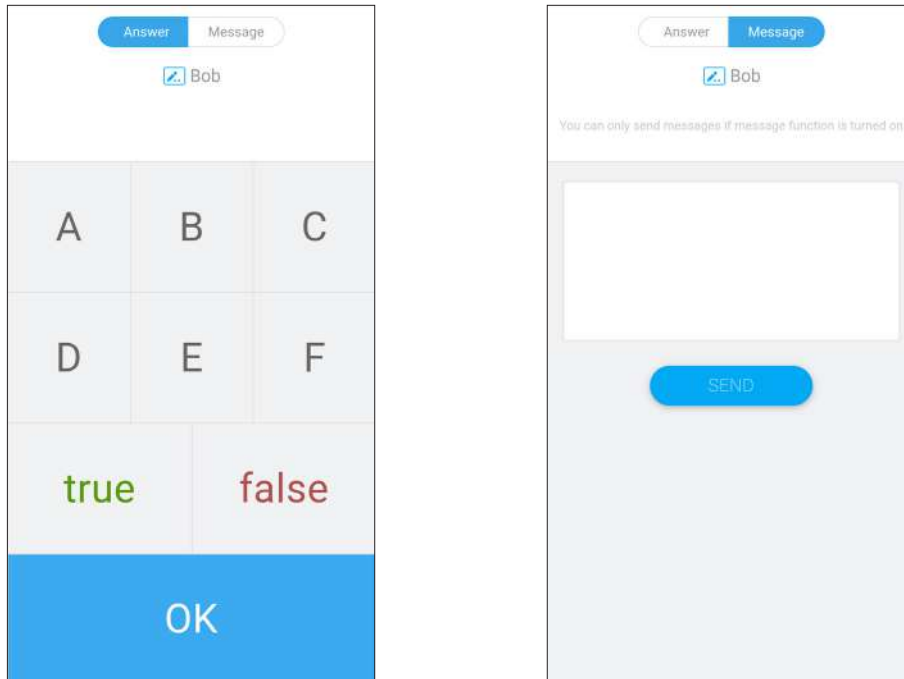 Answer Message
Bob
A B C
D E F
true false
OK
Answer Message
Bob
You can only send messages if message function is turned on
SEND